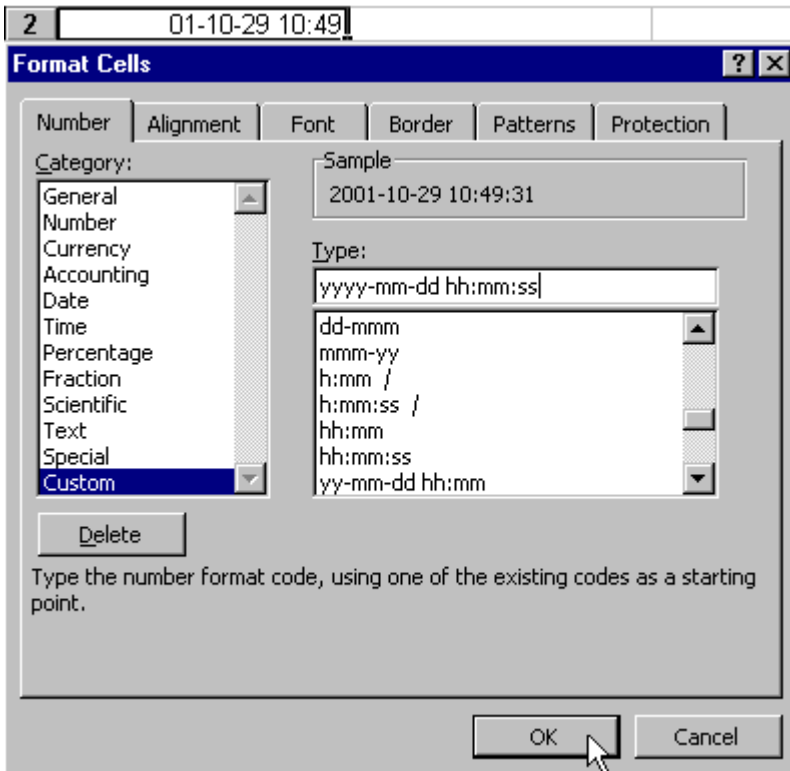 2 01-10-29 10:49
Format Cells
Number Alignment Font Border Patterns Protection
Category:
General
Number
Currency
Accounting
Date
Time
Percentage
Fraction
Scientific
Text
Special
Custom
Sample
2001-10-29 10:49:31
Type:
yyyy-mm-dd hh:mm:ss
dd-mmm
mmm-yy
h:mm /
h:mm:ss /
hh:mm
hh:mm:ss
yy-mm-dd hh:mm
Delete
Type the number format code, using one of the existing codes as a starting
point.
OK Cancel